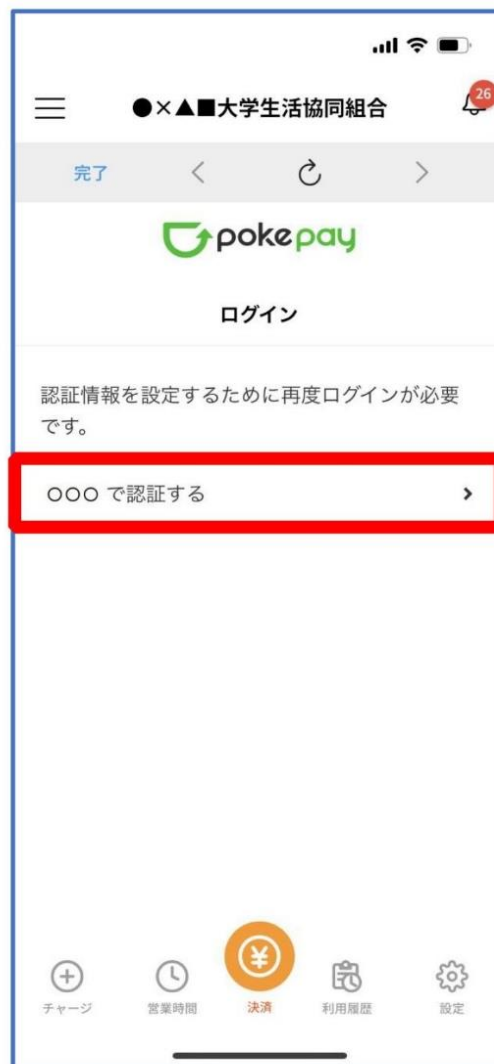 26
●×▲■大学生活協同組合
完了
pokepay
ログイン
認証情報を設定するために再度ログインが必要
です。
○○○ で認証する
チャージ
営業時間
決済
利用履歴
設定